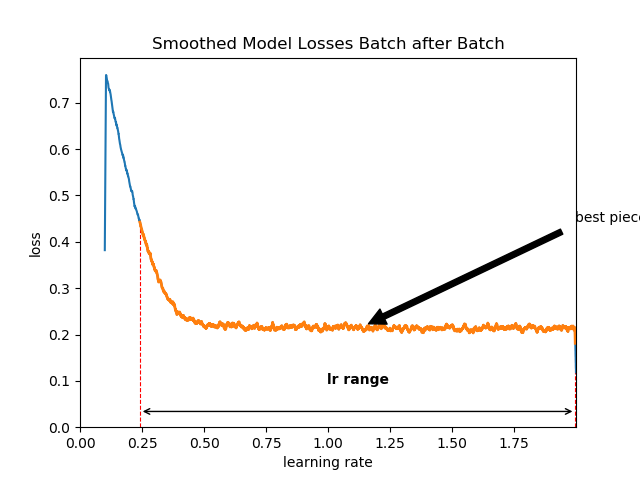 Smoothed Model Losses Batch after Batch
0.7
0.6
0.5
0.4
0.3
0.2
0.1
0.0
loss
best piece
lr range
0.00 0.25 0.50 0.75 1.00 1.25 1.50 1.75
learning rate